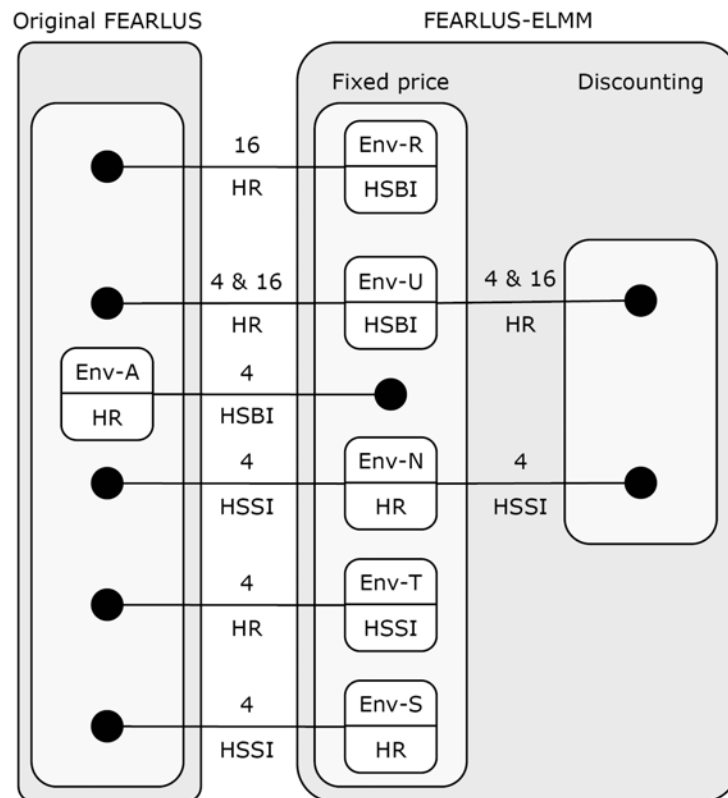 Original FEARLUS
FEARLUS-ELMM
Fixed price
Discounting
16
HR
Env-R
HSBI
4 & 16
HR
Env-U
HSBI
4 & 16
HR
Env-A
HR
4
HSBI
4
HSSI
Env-N
HR
4
HSSI
4
HR
Env-T
HSSI
4
HSSI
Env-S
HR